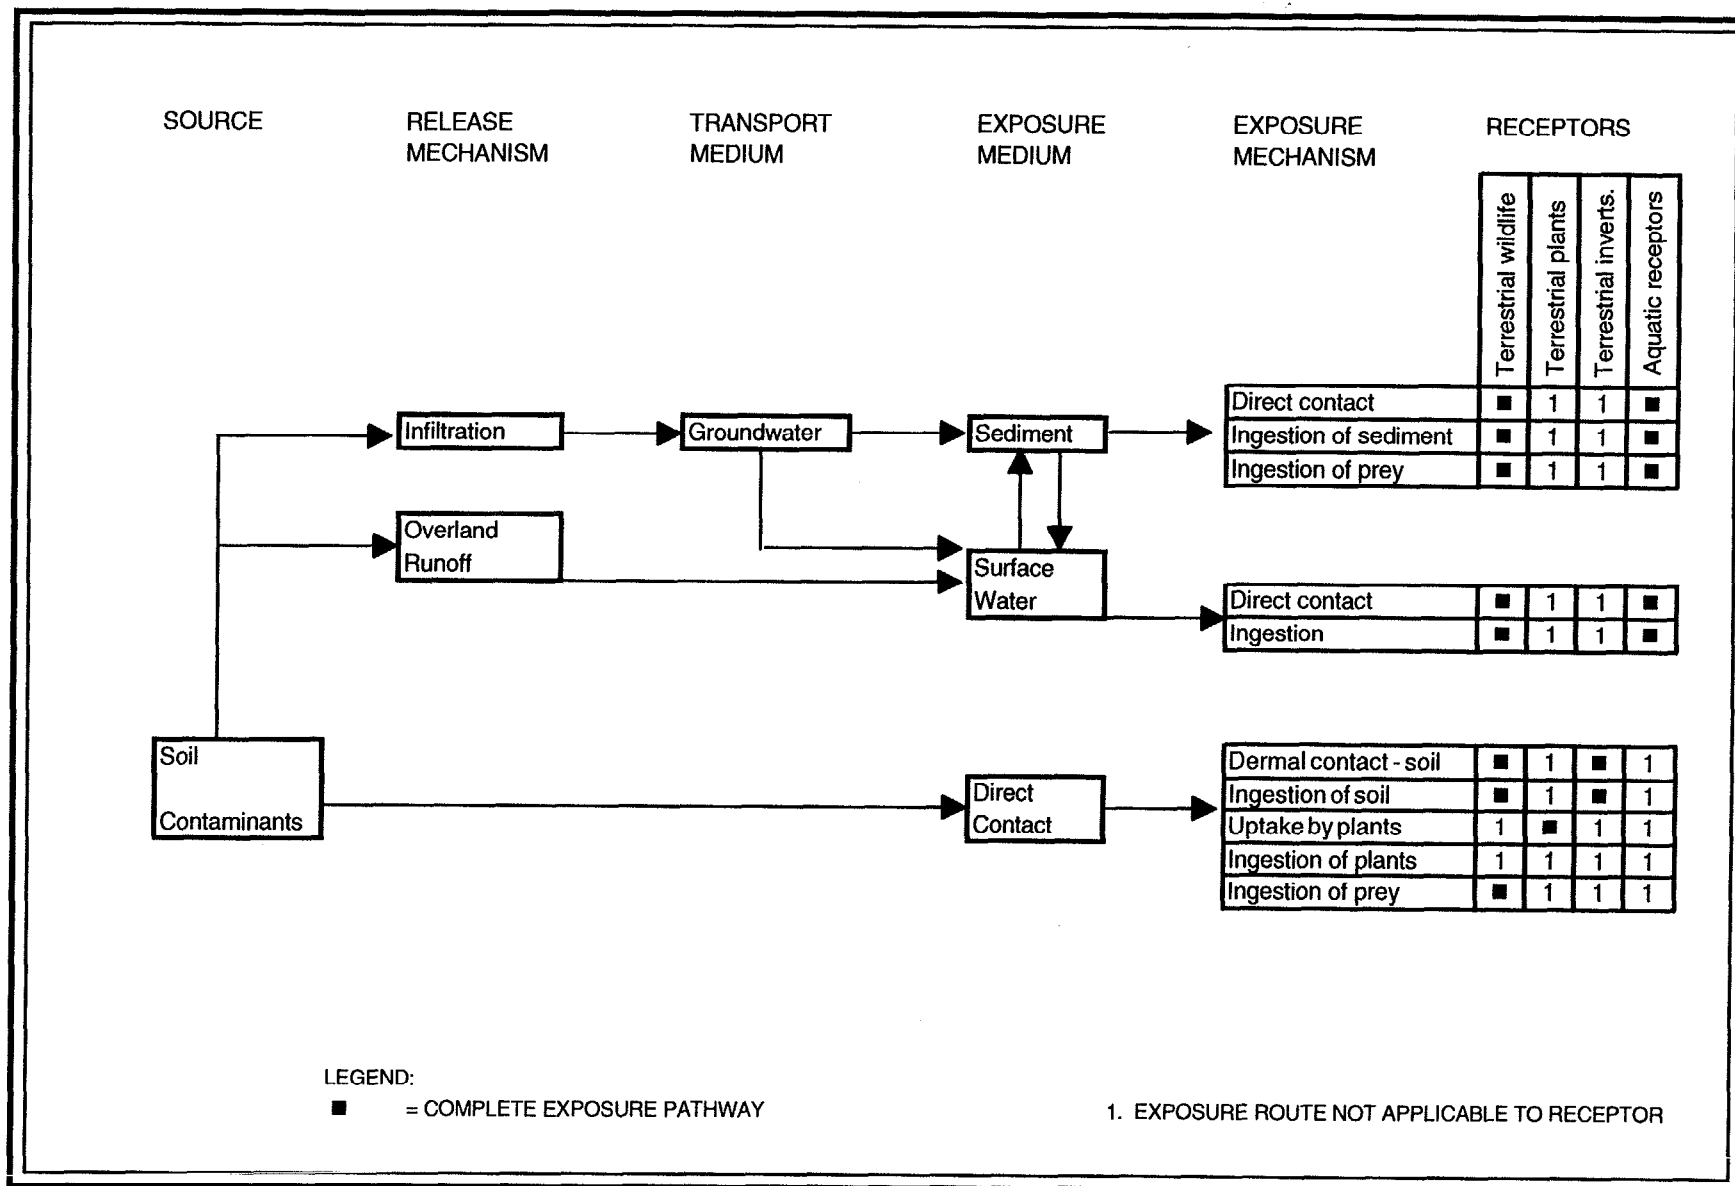 SOURCE
RELEASE
MECHANISM
TRANSPORT
MEDIUM
EXPOSURE
MEDIUM
EXPOSURE
MECHANISM
RECEPTORS
Terrestrial wildlife
Terrestrial plants
Terrestrial inverts.
Aquatic receptors
Infiltration
Groundwater
Sediment
Direct contact ■ 1 1 ■
Ingestion of sediment ■ 1 1 ■
Ingestion of prey ■ 1 1 ■
Overland
Runoff
Surface
Water
Direct contact ■ 1 1 ■
Ingestion ■ 1 1 ■
Soil
Contaminants
Direct
Contact
Dermal contact - soil ■ 1 ■ 1
Ingestion of soil ■ 1 ■ 1
Uptake by plants 1 ■ 1 1
Ingestion of plants 1 1 1 1
Ingestion of prey ■ 1 1 1
LEGEND:
■ = COMPLETE EXPOSURE PATHWAY
1. EXPOSURE ROUTE NOT APPLICABLE TO RECEPTOR